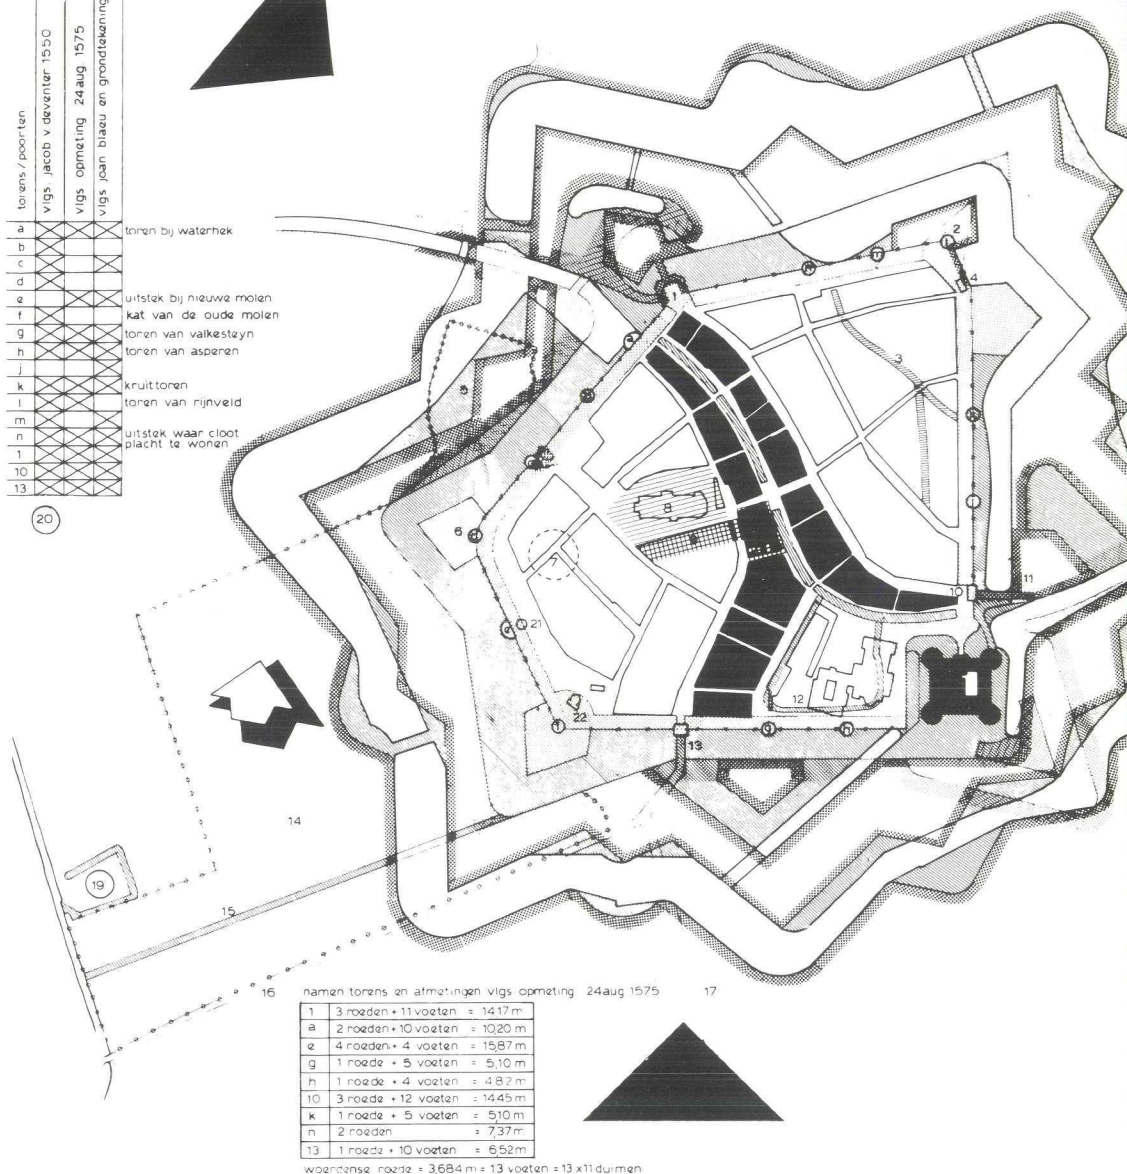 torens/poorten
vlgs jacob v deventer 1550
vlgs opmeting 24 aug 1575
vlgs joan blaeu en grondtekening
a toren bij waterhek
b
c
d
e uitstek bij nieuwe molen
f kat van de oude molen
g toren van valkesteyn
h toren van asperen
j
k kruittoren
l toren van rijnveld
m
n uitstek waar cloot
placht te wonen
1
10
13
20
2
m
1
4
3
5
6
8
7
10
11
21
12
22
13
h
14
19
15
16
17
namen torens en afmetingen vlgs opmeting 24aug 1575
1 3 roeden + 11 voeten = 14,17 m
a 2 roeden + 10 voeten = 10,20 m
e 4 roeden + 4 voeten = 15,87 m
g 1 roede + 5 voeten = 5,10 m
h 1 roede + 4 voeten = 4,82 m
10 3 roede + 12 voeten = 14,45 m
k 1 roede + 5 voeten = 5,10 m
n 2 roeden = 7,37 m
13 1 roede + 10 voeten = 6,52 m
woerdense roede = 3,684 m = 13 voeten = 13 x 11 duimen